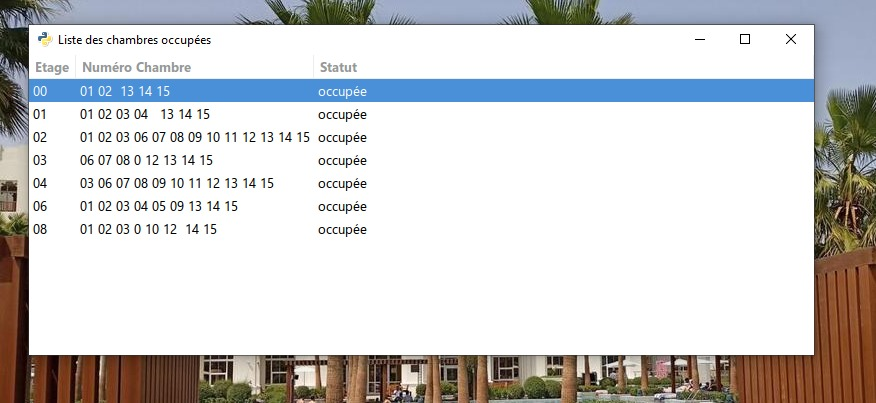 Liste des chambres occupées
Etage Numéro Chambre Statut
00 01 02  13 14 15 occupée
01 01 02 03 04   13 14 15 occupée
02 01 02 03 06 07 08 09 10 11 12 13 14 15 occupée
03 06 07 08 0 12 13 14 15 occupée
04 03 06 07 08 09 10 11 12 13 14 15 occupée
06 01 02 03 04 05 09 13 14 15 occupée
08 01 02 03 0 10 12  14 15 occupée